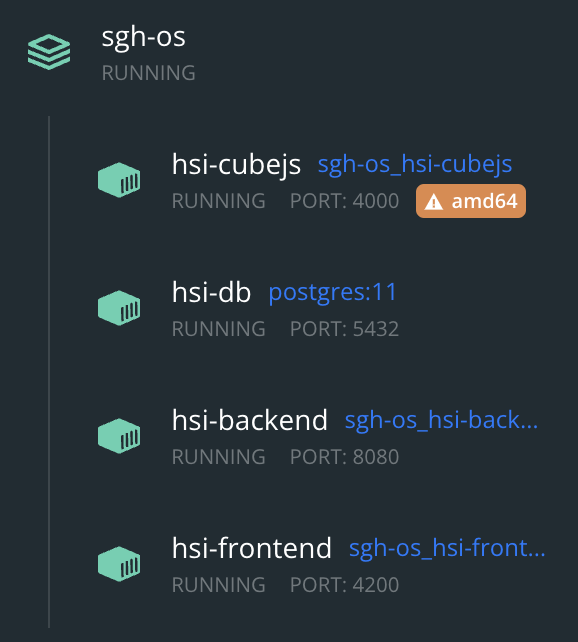 sgh-os
RUNNING
hsi-cubejs sgh-os_hsi-cubejs
RUNNING PORT: 4000 amd64
hsi-db postgres:11
RUNNING PORT: 5432
hsi-backend sgh-os_hsi-back...
RUNNING PORT: 8080
hsi-frontend sgh-os_hsi-front...
RUNNING PORT: 4200